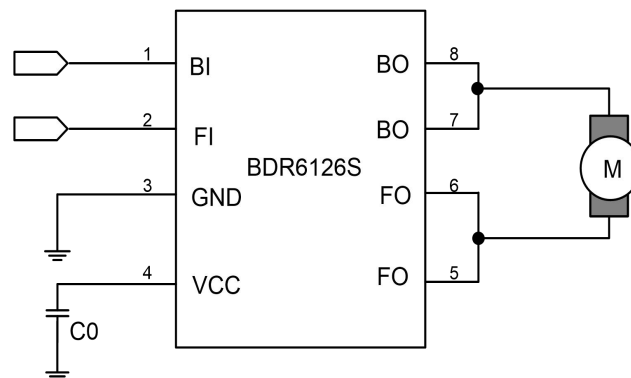 1 BI BO 8
2 FI BO 7
BDR6126S M
3 GND FO 6
4 VCC FO 5
C0